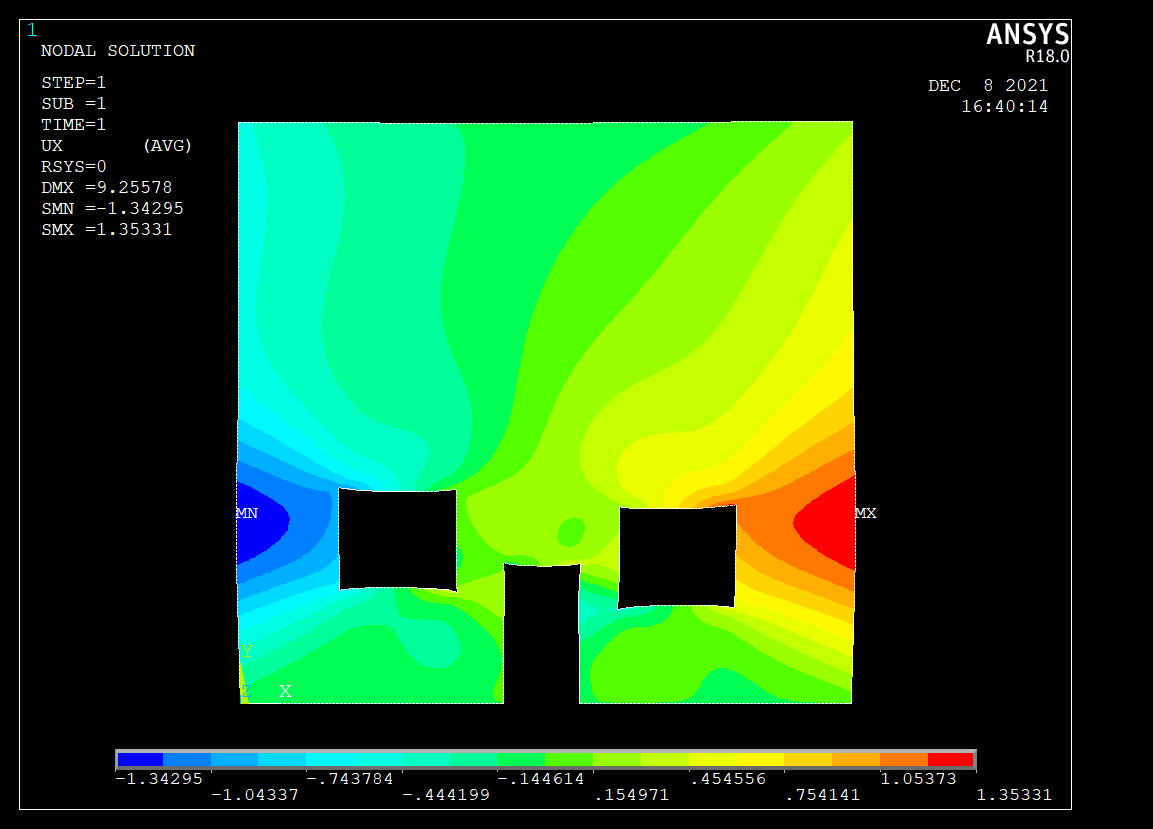 1
ANSYS
R18.0
NODAL SOLUTION
STEP=1
SUB =1
TIME=1
UX (AVG)
RSYS=0
DMX =9.25578
SMN =-1.34295
SMX =1.35331
DEC 8 2021
16:40:14
MN
MX
Y
Z X
-1.34295 -.743784 -.144614 .454556 1.05373
-1.04337 -.444199 .154971 .754141 1.35331